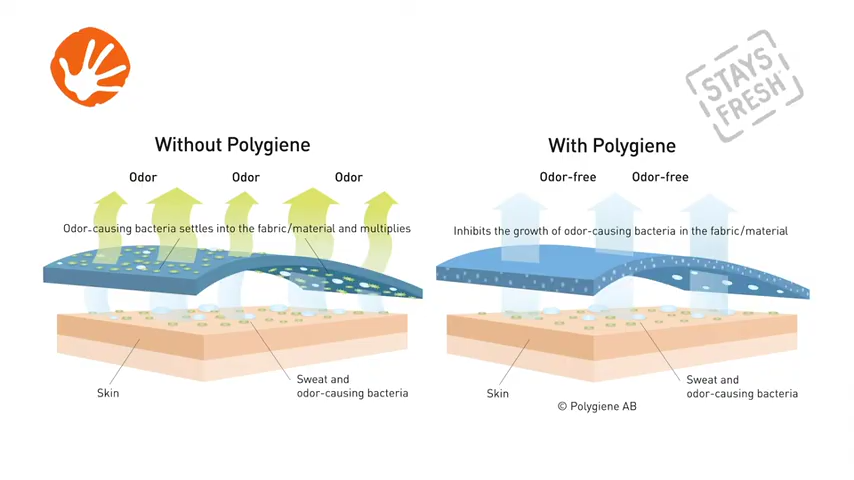 STAYS
FRESH
Without Polygiene
Odor Odor Odor
Odor-causing bacteria settles into the fabric/material and multiplies
Skin
Sweat and
odor-causing bacteria
With Polygiene
Odor-free Odor-free
Inhibits the growth of odor-causing bacteria in the fabric/material
Skin
Sweat and
odor-causing bacteria
© Polygiene AB